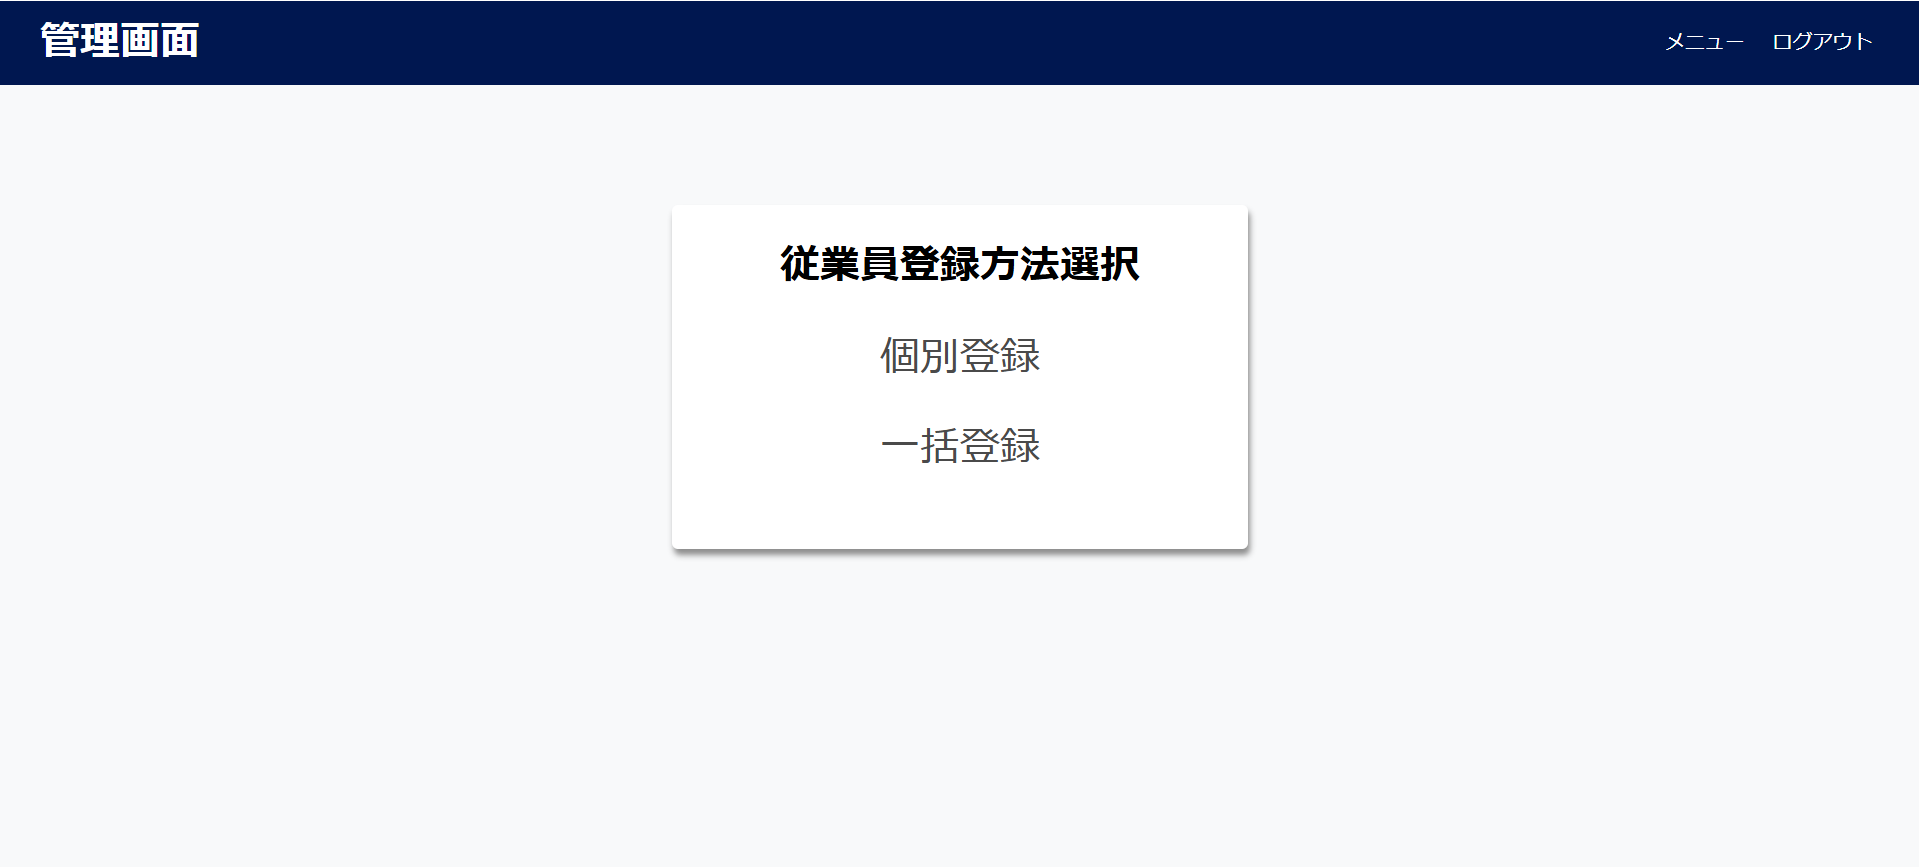 管理画面
メニュー ログアウト
従業員登録方法選択
個別登録
一括登録